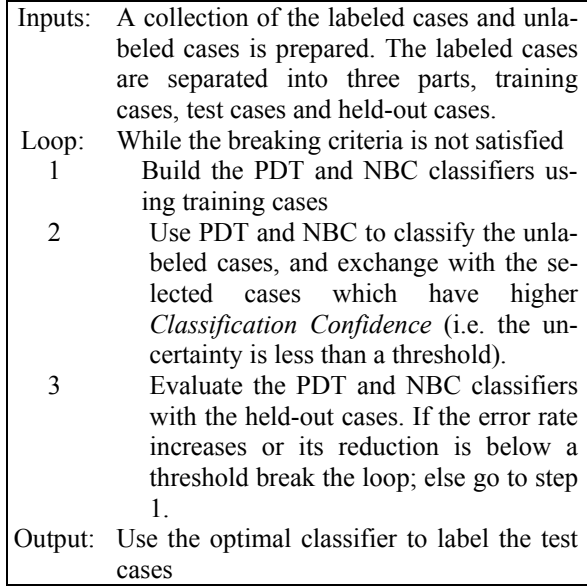 Inputs: A collection of the labeled cases and unla-
beled cases is prepared. The labeled cases
are separated into three parts, training
cases, test cases and held-out cases.
Loop: While the breaking criteria is not satisfied
1 Build the PDT and NBC classifiers us-
ing training cases
2 Use PDT and NBC to classify the unla-
beled cases, and exchange with the se-
lected cases which have higher
Classification Confidence (i.e. the un-
certainty is less than a threshold).
3 Evaluate the PDT and NBC classifiers
with the held-out cases. If the error rate
increases or its reduction is below a
threshold break the loop; else go to step
1.
Output: Use the optimal classifier to label the test
cases